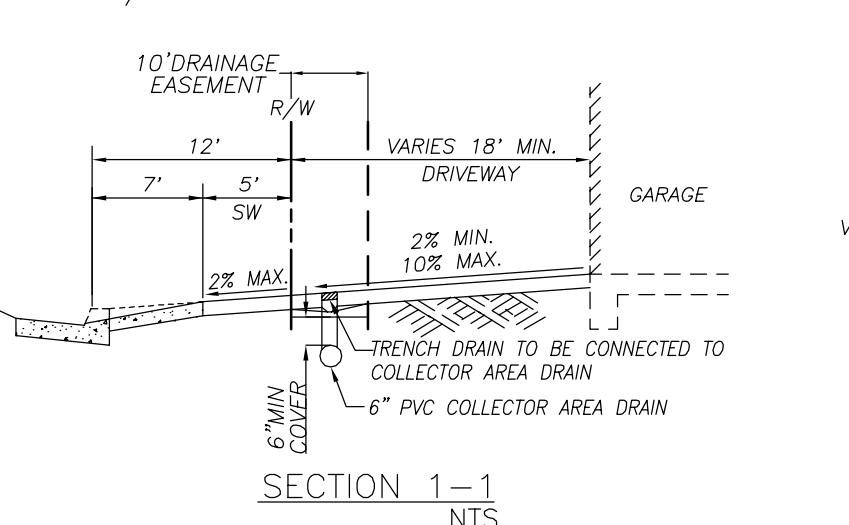 10'DRAINAGE
EASEMENT
R/W
12'
VARIES 18' MIN.
DRIVEWAY
7'
5'
SW
GARAGE
V
2% MIN.
10% MAX.
2% MAX.
TRENCH DRAIN TO BE CONNECTED TO
COLLECTOR AREA DRAIN
6" PVC COLLECTOR AREA DRAIN
6"MIN
COVER
SECTION 1-1
NTS